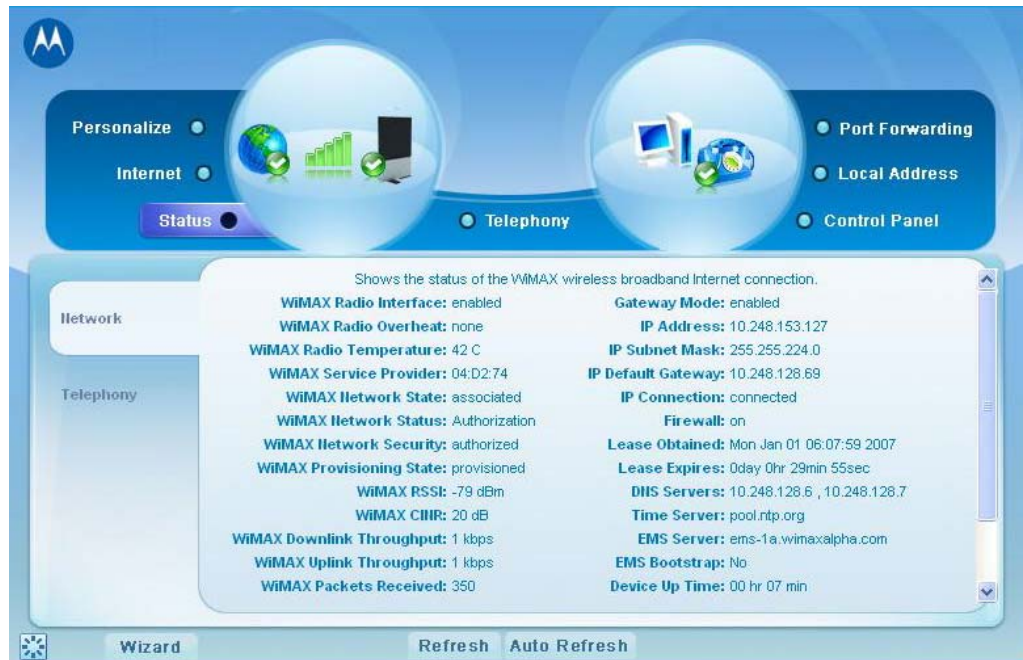 Personalize
Internet
Status
Telephony
Port Forwarding
Local Address
Control Panel
Network
Telephony
Shows the status of the WiMAX wireless broadband Internet connection.
WiMAX Radio Interface: enabled
WiMAX Radio Overheat: none
WiMAX Radio Temperature: 42 C
WiMAX Service Provider: 04:D2:74
WiMAX Network State: associated
WiMAX Network Status: Authorization
WiMAX Network Security: authorized
WiMAX Provisioning State: provisioned
WiMAX RSSI: -79 dBm
WiMAX CINR: 20 dB
WiMAX Downlink Throughput: 1 kbps
WiMAX Uplink Throughput: 1 kbps
WiMAX Packets Received: 350
Gateway Mode: enabled
IP Address: 10.248.153.127
IP Subnet Mask: 255.255.224.0
IP Default Gateway: 10.248.128.69
IP Connection: connected
Firewall: on
Lease Obtained: Mon Jan 01 06:07:59 2007
Lease Expires: 0day 0hr 29min 55sec
DNS Servers: 10.248.128.6 , 10.248.128.7
Time Server: pool.ntp.org
EMS Server: ems-1a.wimaxalpha.com
EMS Bootstrap: No
Device Up Time: 00 hr 07 min
Wizard
Refresh
Auto Refresh